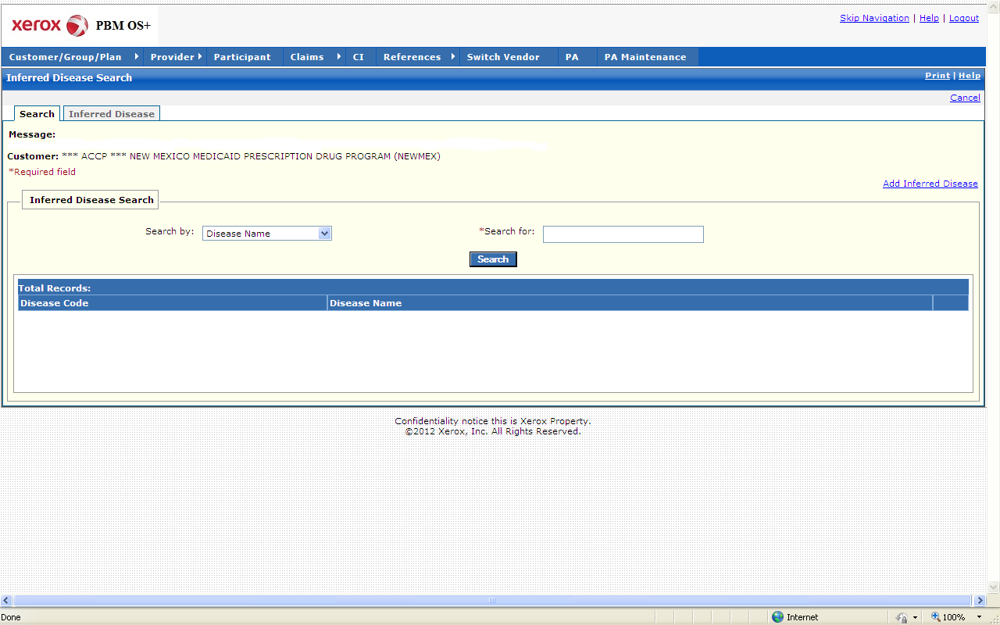 xerox PBM OS+
Skip Navigation | Help | Logout
Customer/Group/Plan Provider Participant Claims CI References Switch Vendor PA PA Maintenance
Inferred Disease Search
Print | Help
Cancel
Search Inferred Disease
Message:
Customer: *** ACCP *** NEW MEXICO MEDICAID PRESCRIPTION DRUG PROGRAM (NEWMEX)
*Required field
Add Inferred Disease
Inferred Disease Search
Search by: Disease Name *Search for:
Search
Total Records:
Disease Code Disease Name
Confidentiality notice this is Xerox Property.
©2012 Xerox, Inc. All Rights Reserved.
Done Internet 100%